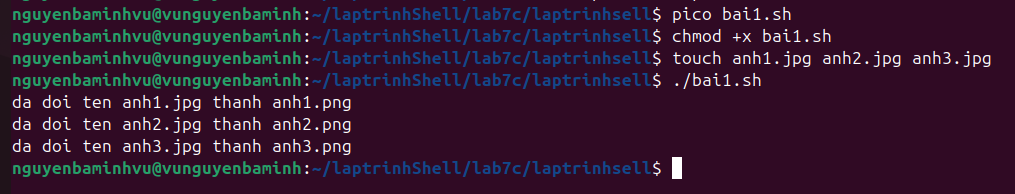 nguyenbaminhvu@vunguyenbaminh:~/laptrinhShell/lab7c/laptrinhsell$ pico bai1.sh
nguyenbaminhvu@vunguyenbaminh:~/laptrinhShell/lab7c/laptrinhsell$ chmod +x bai1.sh
nguyenbaminhvu@vunguyenbaminh:~/laptrinhShell/lab7c/laptrinhsell$ touch anh1.jpg anh2.jpg anh3.jpg
nguyenbaminhvu@vunguyenbaminh:~/laptrinhShell/lab7c/laptrinhsell$ ./bai1.sh
da doi ten anh1.jpg thanh anh1.png
da doi ten anh2.jpg thanh anh2.png
da doi ten anh3.jpg thanh anh3.png
nguyenbaminhvu@vunguyenbaminh:~/laptrinhShell/lab7c/laptrinhsell$